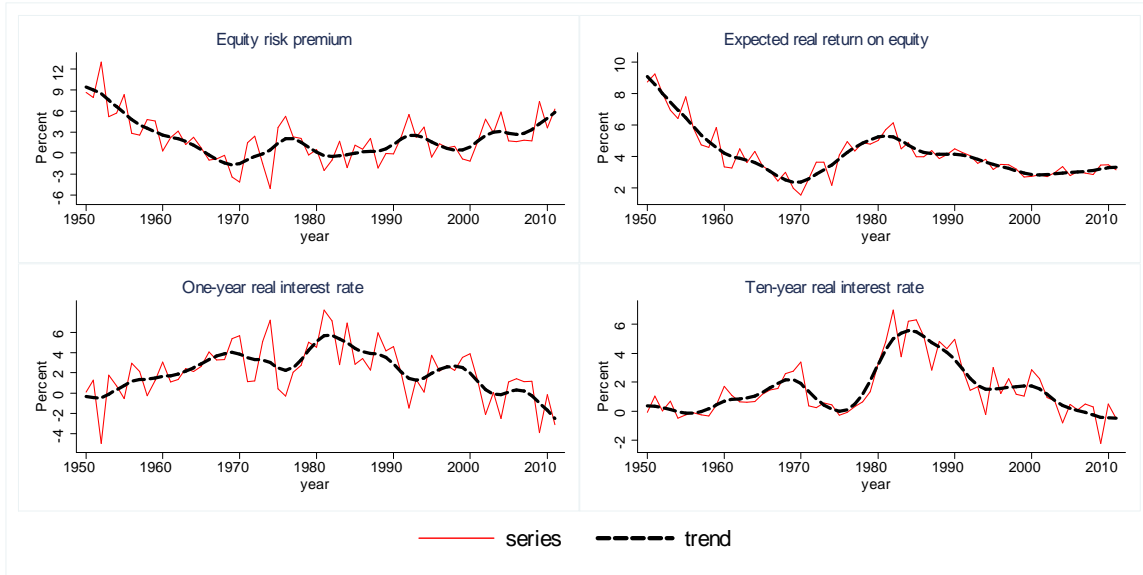 Equity risk premium
Percent
-6 -3 0 3 6 9 12
1950 1960 1970 1980 1990 2000 2010
year
Expected real return on equity
Percent
2 4 6 8 10
1950 1960 1970 1980 1990 2000 2010
year
One-year real interest rate
Percent
-4 -2 0 2 4 6
1950 1960 1970 1980 1990 2000 2010
year
Ten-year real interest rate
Percent
-2 0 2 4 6
1950 1960 1970 1980 1990 2000 2010
year
series trend